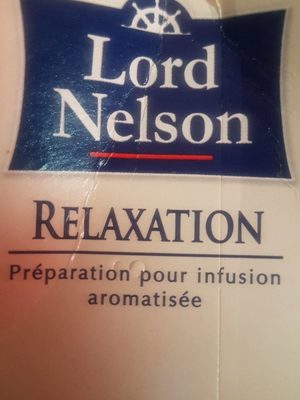 Lord
Nelson
RELAXATION
Préparation pour infusion
aromatisée